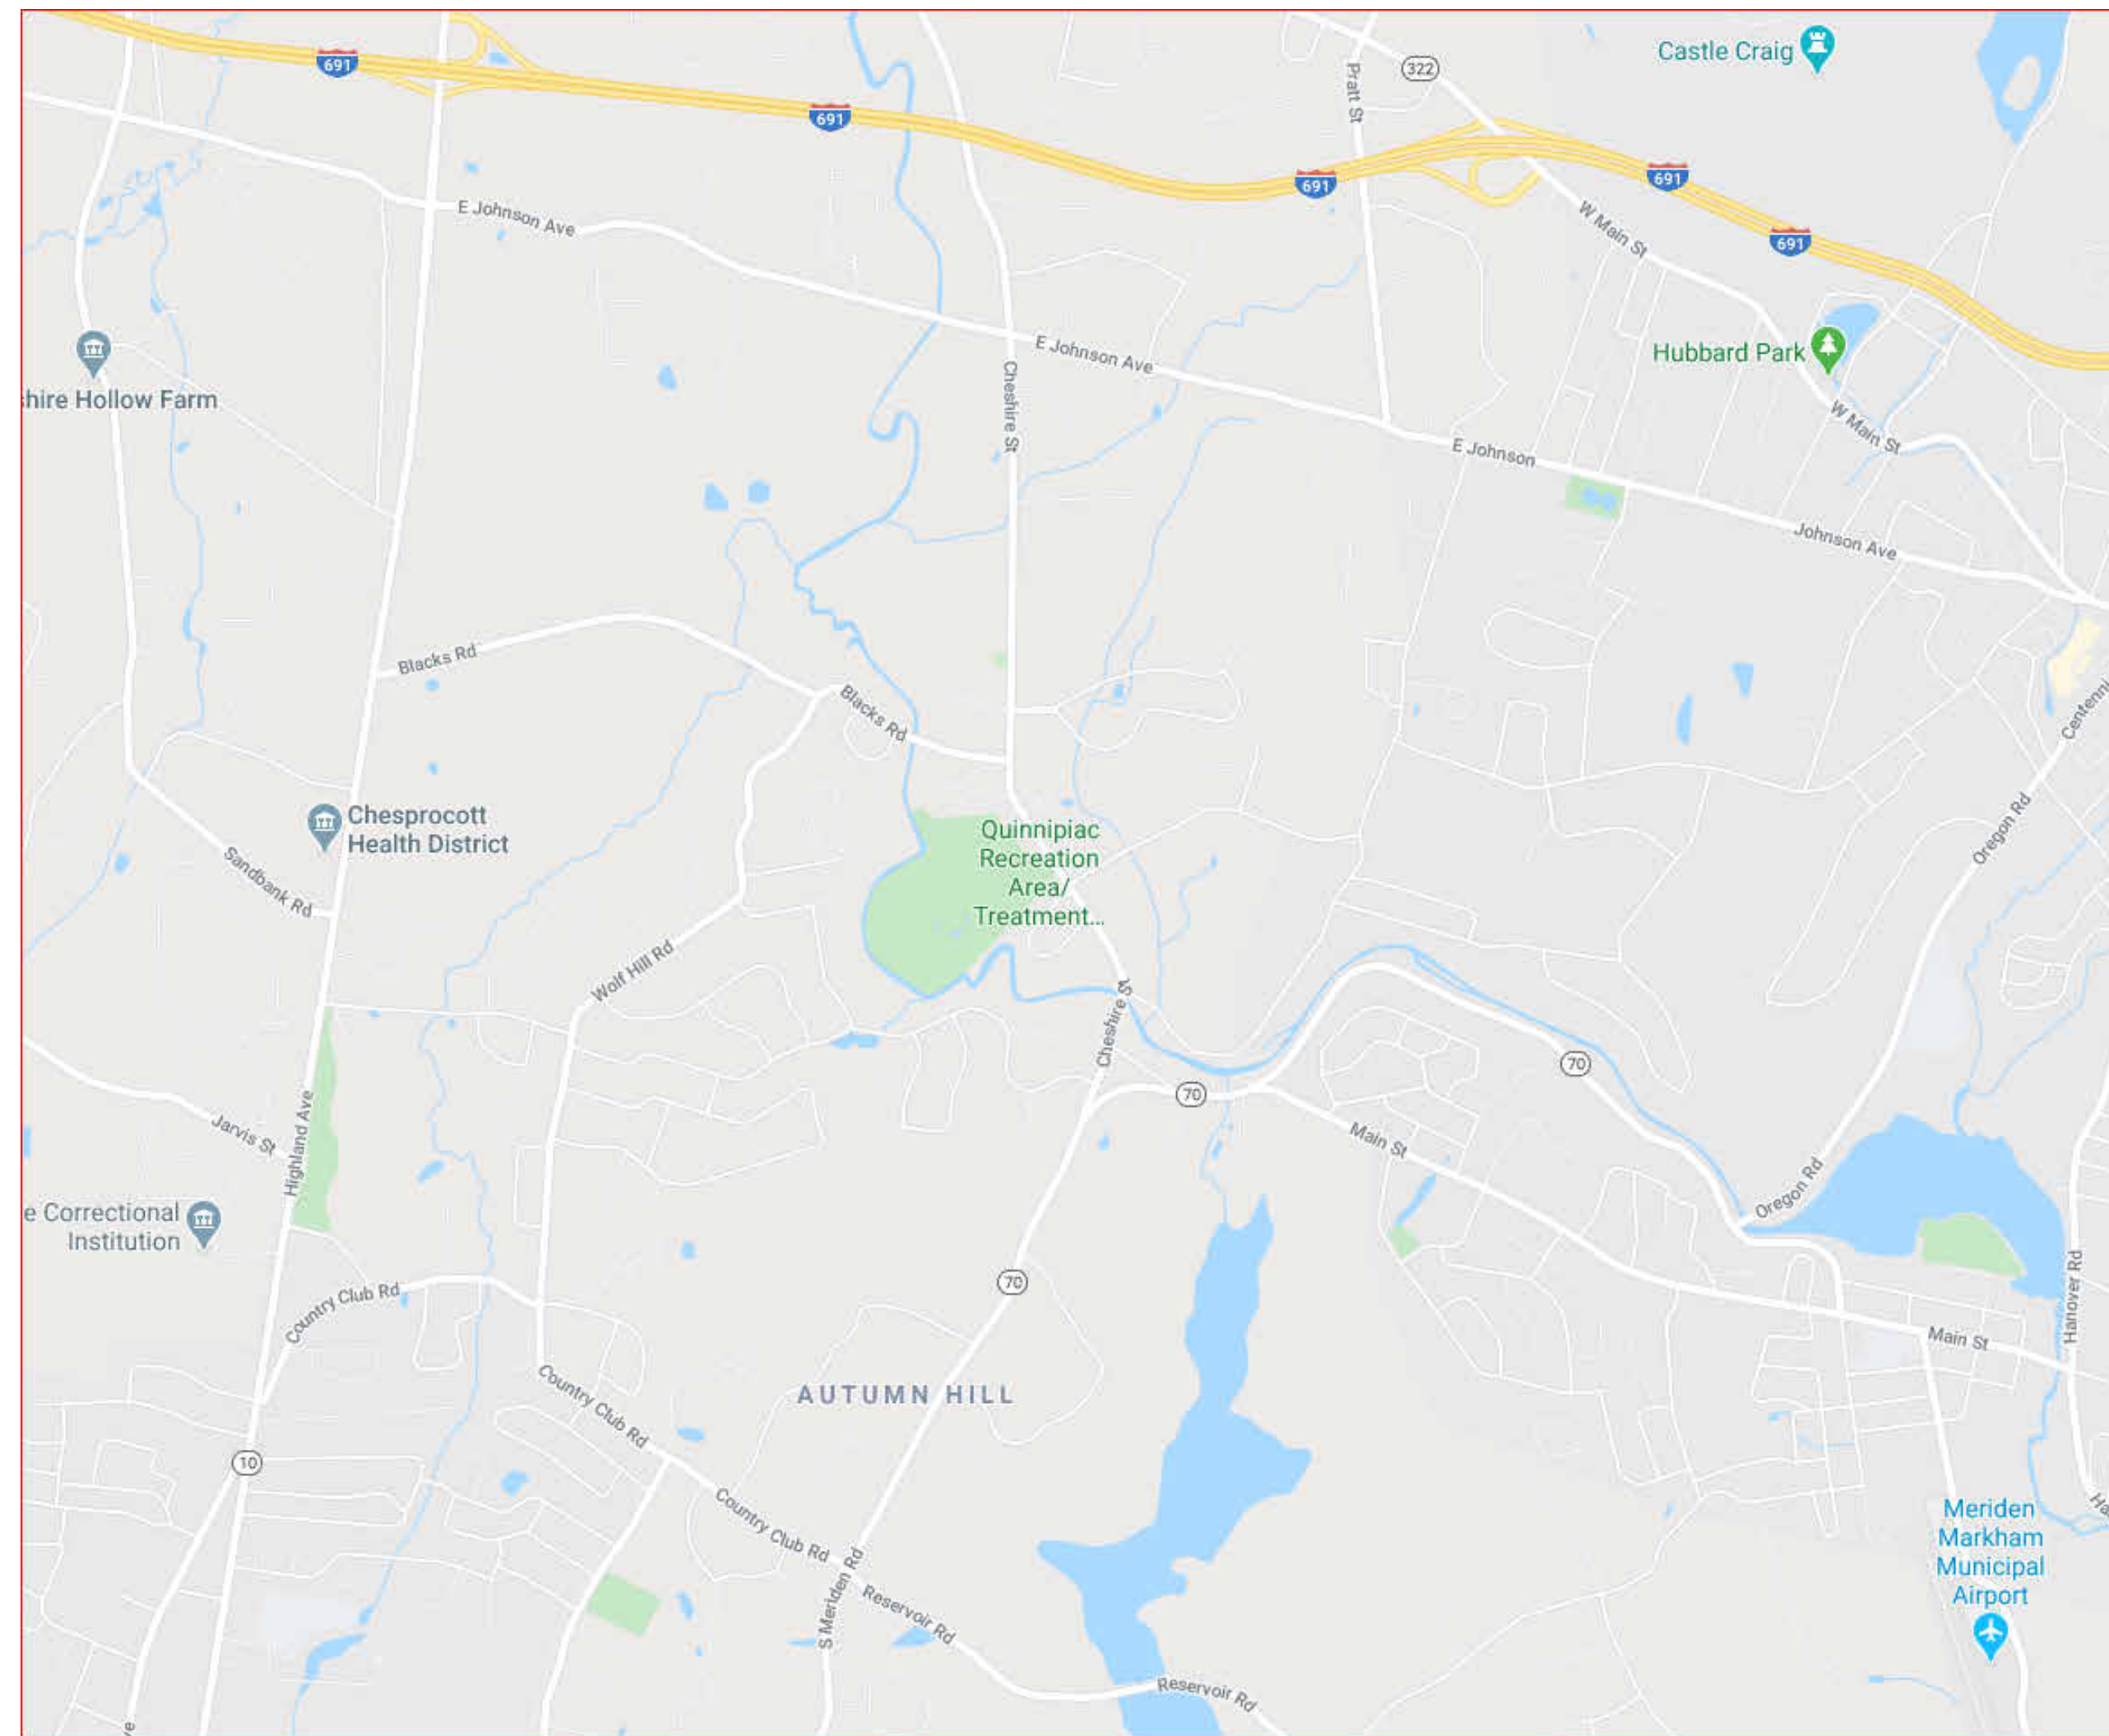 691
Castle Craig
322
Pratt St
691
691
691
W Main St
691
E Johnson Ave
Hubbard Park
E Johnson Ave
hire Hollow Farm
Cheshire St
W Main St
E Johnson
Johnson Ave
Blacks Rd
Blacks Rd
Centenni
Chesprocott
Health District
Quinnipiac
Recreation
Area/
Treatment...
Oregon Rd
Sandbank Rd
Wolf Hill Rd
Cheshire St
70
70
Jarvis St
Highland Ave
Main St
Oregon Rd
e Correctional
Institution
70
Country Club Rd
Hanover Rd
Main St
AUTUMN HILL
Country Club Rd
10
Country Club Rd
Ha
Meriden
Markham
Municipal
Airport
S Meriden Rd
Reservoir Rd
Reservoir Rd
ve